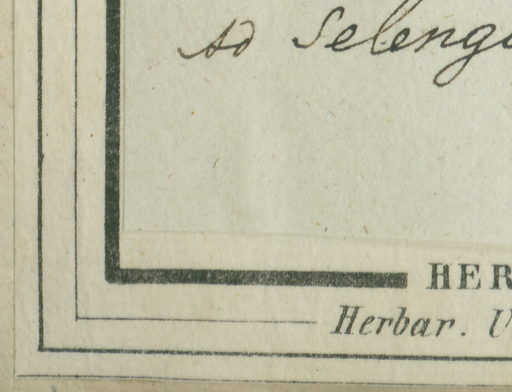 Ad Seleng
HER
Herbar. U